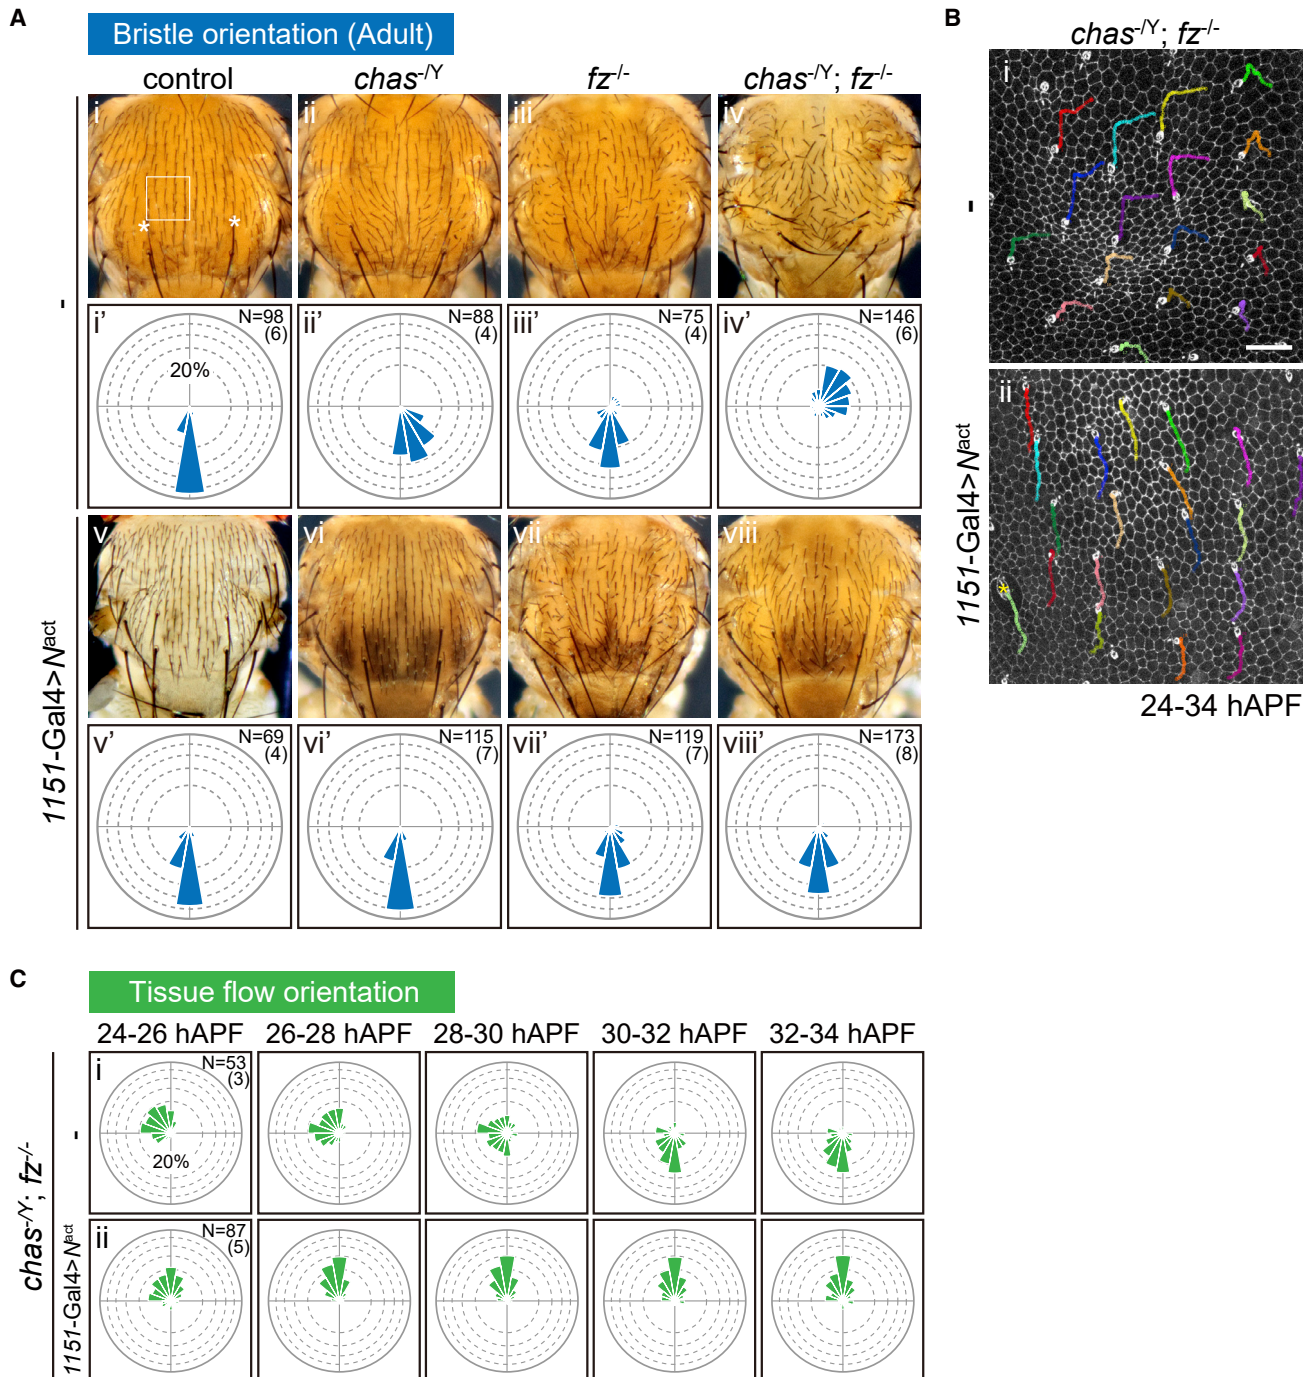 A
Bristle orientation (Adult)
control
chas-/Y
fz-/-
chas-/Y; fz-/-
-
i
ii
iii
iv
*
*
i’
N=98
(6)
20%
ii’
N=88
(4)
iii’
N=75
(4)
iv’
N=146
(6)
1151-Gal4>Nact
v
vi
vii
viii
v’
N=69
(4)
vi’
N=115
(7)
vii’
N=119
(7)
viii’
N=173
(8)
B
chas-/Y; fz-/-
-
i
1151-Gal4>Nact
ii
*
24-34 hAPF
C
Tissue flow orientation
24-26 hAPF
26-28 hAPF
28-30 hAPF
30-32 hAPF
32-34 hAPF
chas-/Y; fz-/-
-
i
N=53
(3)
20%
1151-Gal4>Nact
ii
N=87
(5)